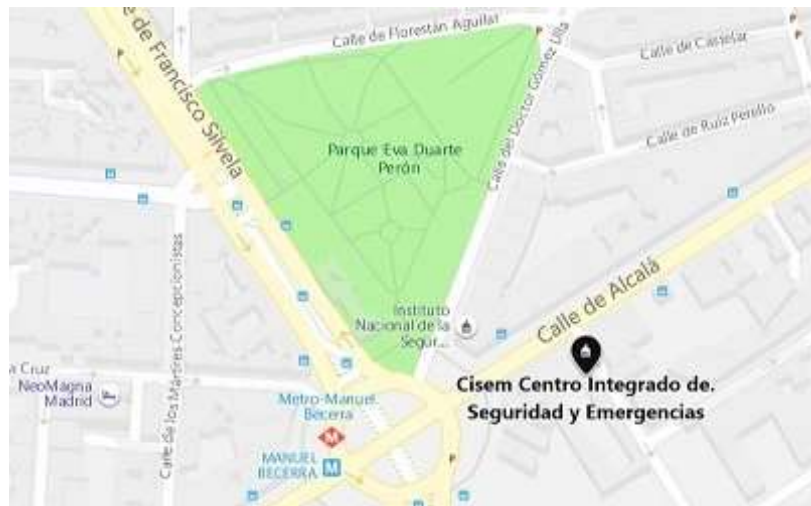 Calle de Florestán Aguilar
e de Francisco Silvela
Calle del Doctor Gómez Ulla
Calle de Castelar
Calle de Ruiz Perelló
Parque Eva Duarte
Perón
Calle de los Mártires Concepcionistas
Instituto
Nacional de la
Segur...
Calle de Alcalá
Cisem Centro Integrado de.
Seguridad y Emergencias
a Cruz
NeoMagna
Madrid
Metro-Manuel
Becerra
M
MANUEL
BECERRA
M